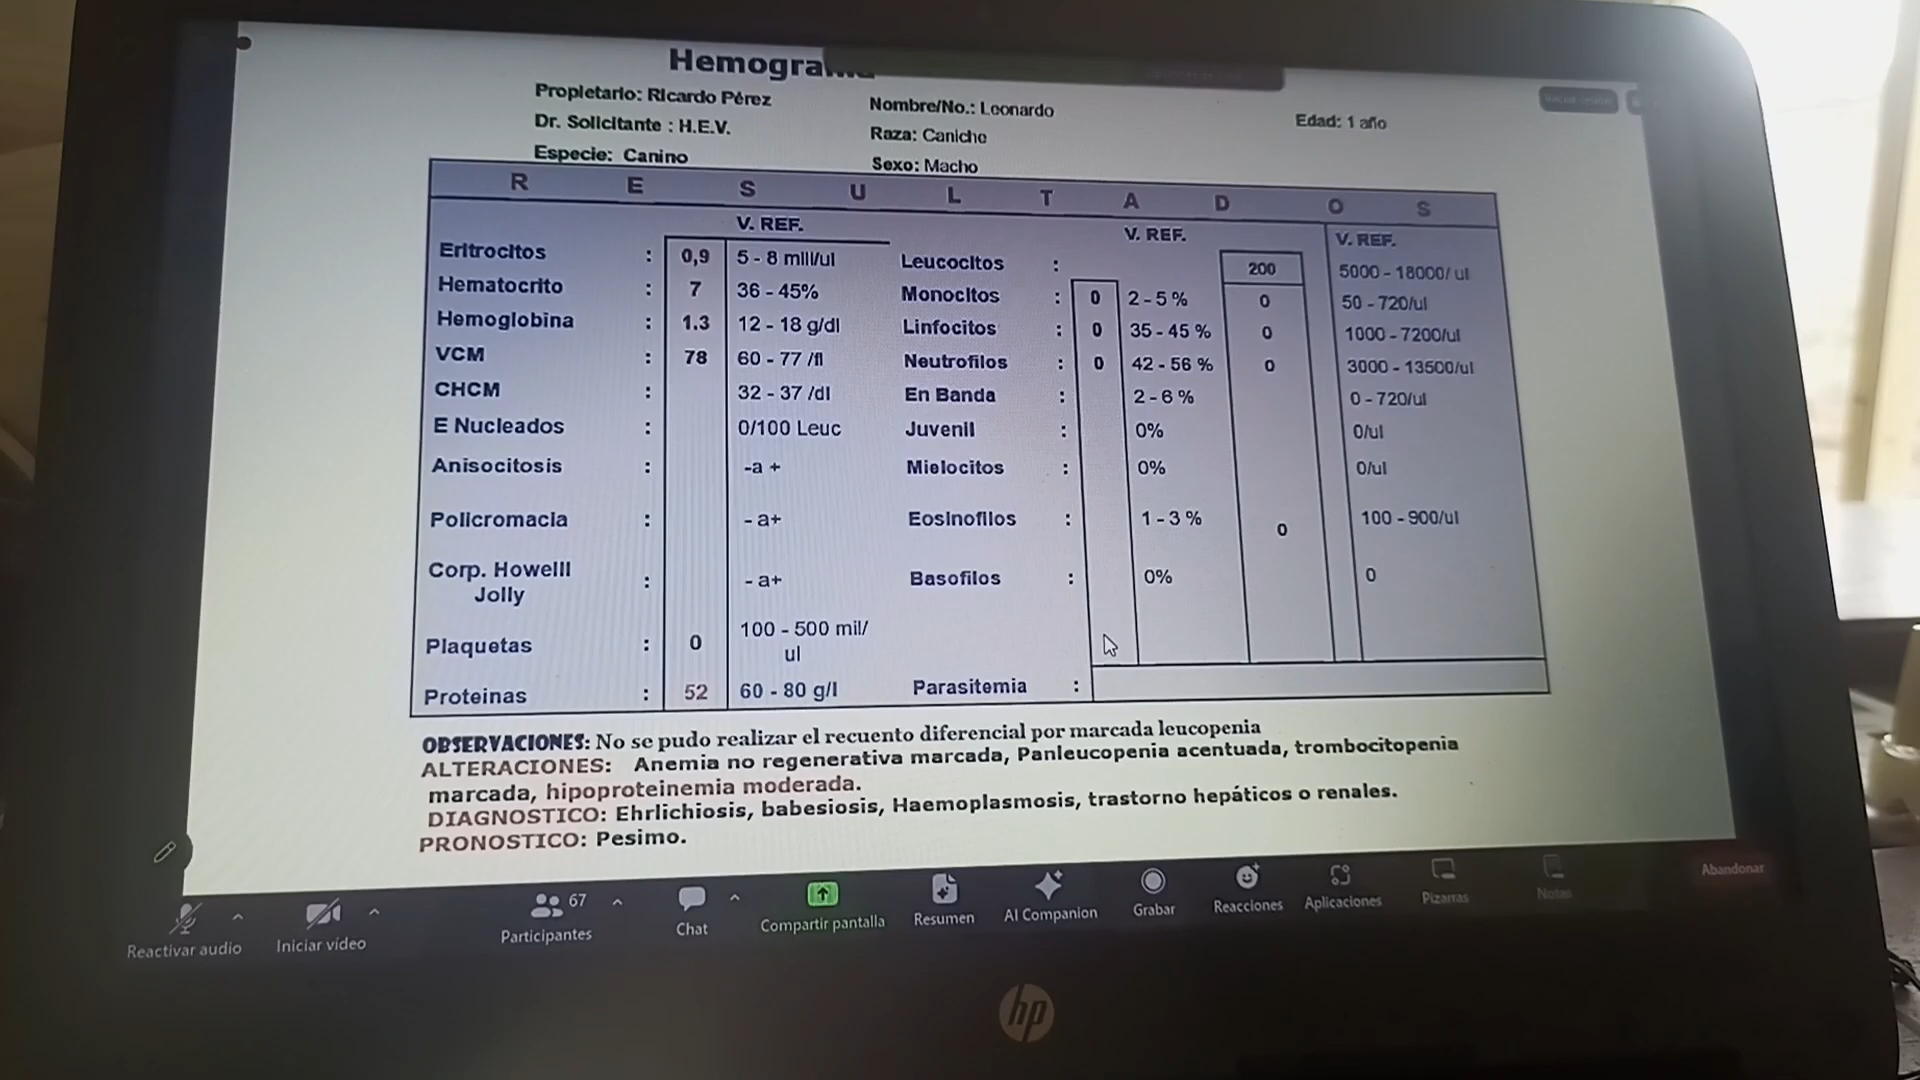 Hemogra
Propietario: Ricardo Pérez
Nombre/No.: Leonardo
Edad: 1 año
Dr. Solicitante : H.E.V.
Raza: Caniche
Especie: Canino
Sexo: Macho
R E S U L T A D O S
V. REF. V. REF. V. REF.
Eritrocitos : 0,9 5 - 8 mill/ul Leucocitos : 200 5000 - 18000/ ul
Hematocrito : 7 36 - 45% Monocitos : 0 2 - 5 % 0 50 - 720/ul
Hemoglobina : 1.3 12 - 18 g/dl Linfocitos : 0 35 - 45 % 0 1000 - 7200/ul
VCM : 78 60 - 77 /fl Neutrofilos : 0 42 - 56 % 0 3000 - 13500/ul
CHCM : 32 - 37 /dl En Banda : 2 - 6 % 0 - 720/ul
E Nucleados : 0/100 Leuc Juvenil : 0% 0/ul
Anisocitosis : -a + Mielocitos : 0% 0/ul
Policromacia : - a+ Eosinofilos : 1 - 3 % 0 100 - 900/ul
Corp. Howelll
Jolly : - a+ Basofilos : 0% 0
Plaquetas : 0 100 - 500 mil/
ul
Proteinas : 52 60 - 80 g/l Parasitemia :
OBSERVACIONES: No se pudo realizar el recuento diferencial por marcada leucopenia
ALTERACIONES: Anemia no regenerativa marcada, Panleucopenia acentuada, trombocitopenia
marcada, hipoproteinemia moderada.
DIAGNOSTICO: Ehrlichiosis, babesiosis, Haemoplasmosis, trastorno hepáticos o renales.
PRONOSTICO: Pesimo.
67
Reactivar audio Iniciar vídeo Participantes Chat Compartir pantalla Resumen AI Companion Grabar Reacciones Aplicaciones Pizarras Notas Abandonar
hp